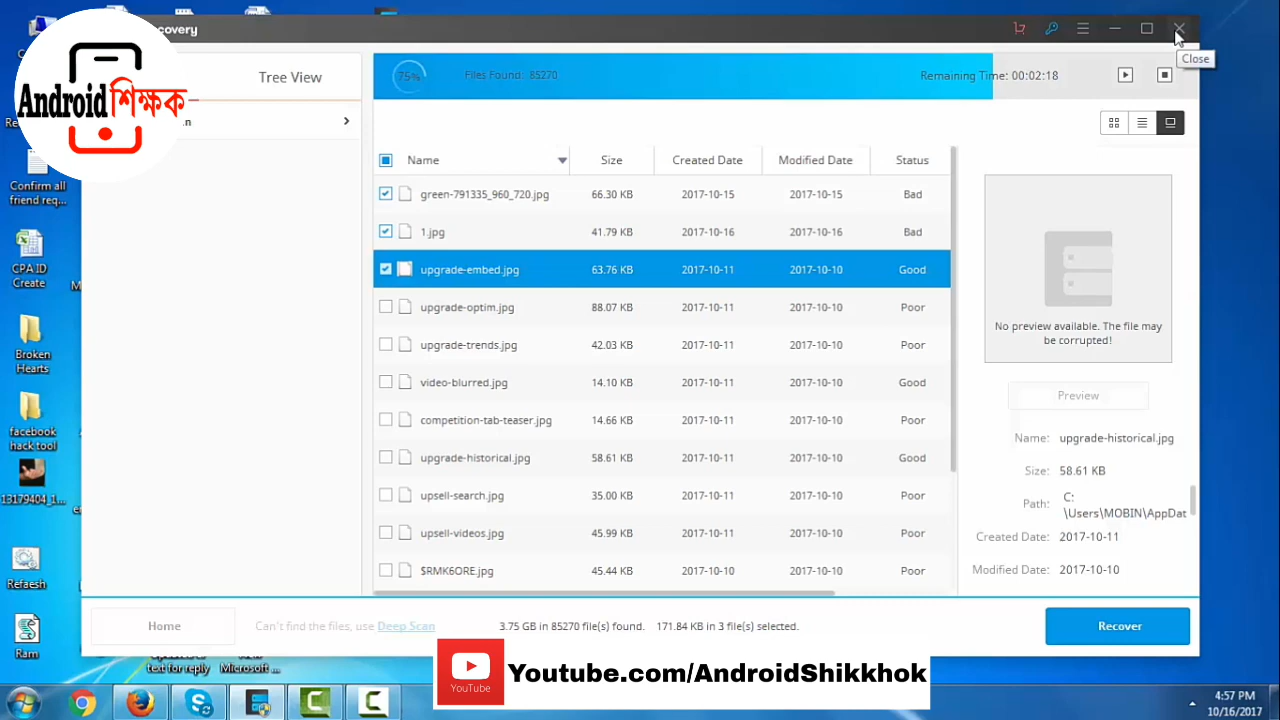 covery
Close
Android শিক্ষক
Tree View
75%
Files Found: 85270
Remaining Time: 00:02:18
Name
Size
Created Date
Modified Date
Status
green-791335_960_720.jpg 66.30 KB 2017-10-15 2017-10-15 Bad
1.jpg 41.79 KB 2017-10-16 2017-10-16 Bad
upgrade-embed.jpg 63.76 KB 2017-10-11 2017-10-10 Good
upgrade-optim.jpg 88.07 KB 2017-10-11 2017-10-10 Poor
upgrade-trends.jpg 42.03 KB 2017-10-11 2017-10-10 Poor
video-blurred.jpg 14.10 KB 2017-10-11 2017-10-10 Good
competition-tab-teaser.jpg 14.66 KB 2017-10-11 2017-10-10 Poor
upgrade-historical.jpg 58.61 KB 2017-10-11 2017-10-10 Good
upsell-search.jpg 35.00 KB 2017-10-11 2017-10-10 Poor
upsell-videos.jpg 45.99 KB 2017-10-11 2017-10-10 Poor
$RMK6ORE.jpg 45.44 KB 2017-10-10 2017-10-10 Poor
No preview available. The file may
be corrupted!
Preview
Name: upgrade-historical.jpg
Size: 58.61 KB
Path: C:
\Users\MOBIN\AppDat
Created Date: 2017-10-11
Modified Date: 2017-10-10
Home
Can't find the files, use Deep Scan
3.75 GB in 85270 file(s) found.
171.84 KB in 3 file(s) selected.
Recover
Confirm all
friend req...
CPA ID
Create
Broken
Hearts
facebook
hack tool
13179404_1...
Refaesh
Ram
text for reply
Microsoft ...
YouTube
Youtube.com/AndroidShikkhok
4:57 PM
10/16/2017